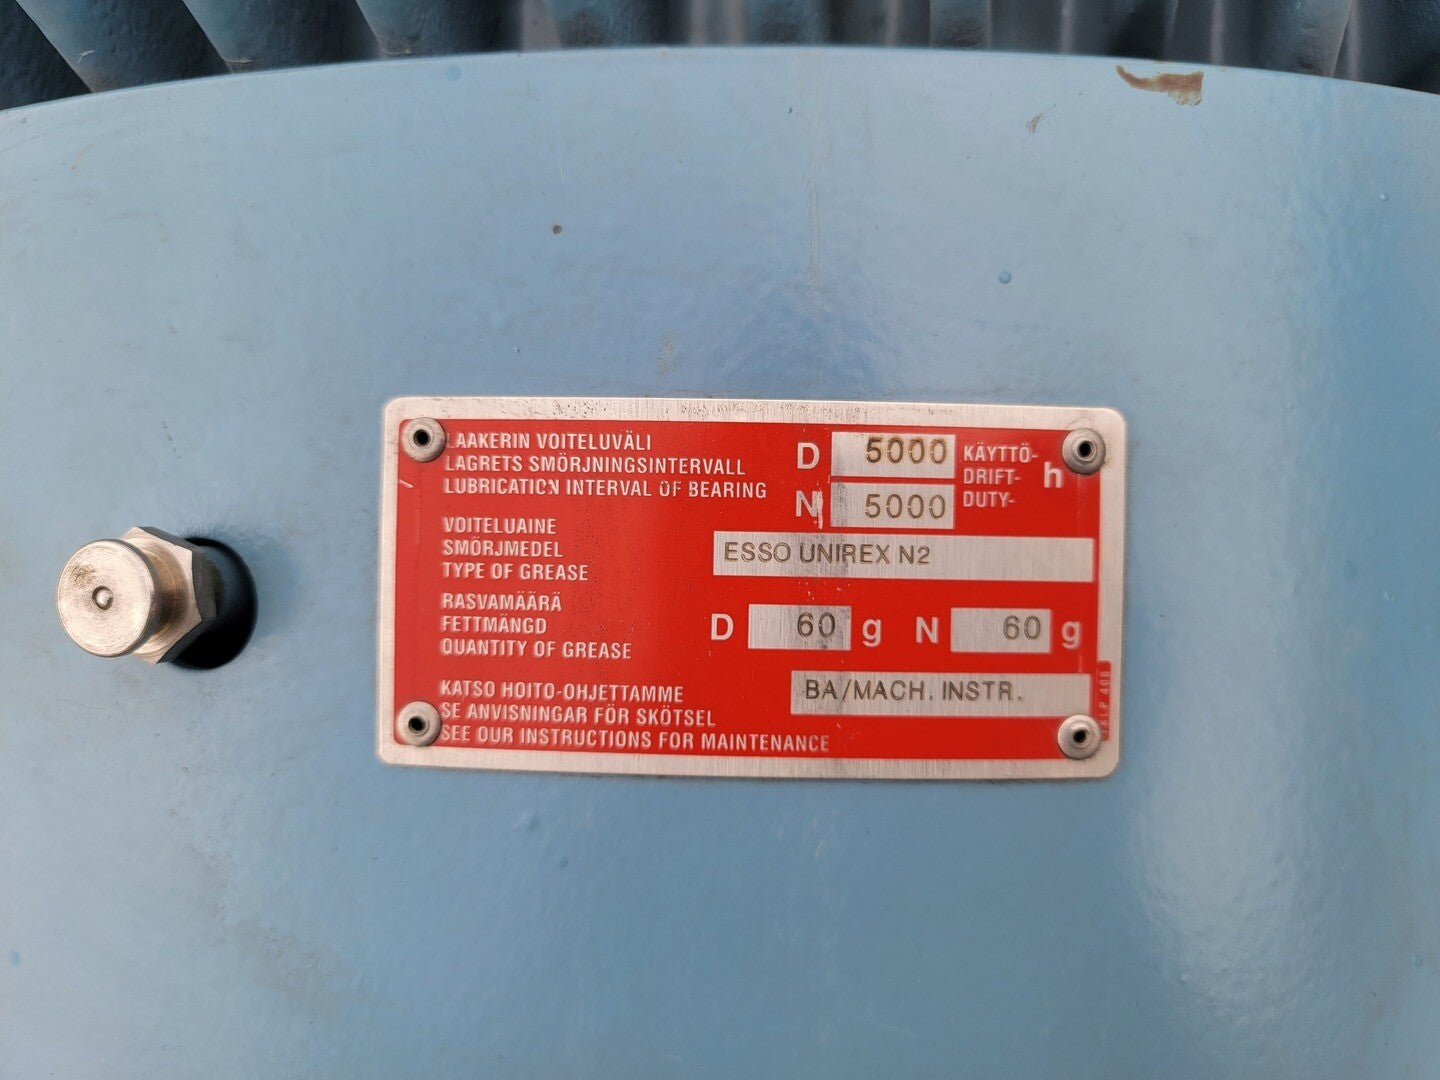 LAAKERIN VOITELUVÄLI
LAGRETS SMÖRJNINGSINTERVALL
LUBRICATION INTERVAL OF BEARING
D 5000
N 5000
KÄYTTÖ-
DRIFT-
DUTY-
h
VOITELUAINE
SMÖRJMEDEL
TYPE OF GREASE
ESSO UNIREX N2
RASVAMÄÄRÄ
FETTMÄNGD
QUANTITY OF GREASE
D 60 g N 60 g
KATSO HOITO-OHJETTAMME
SE ANVISNINGAR FÖR SKÖTSEL
SEE OUR INSTRUCTIONS FOR MAINTENANCE
BA/MACH. INSTR.
408